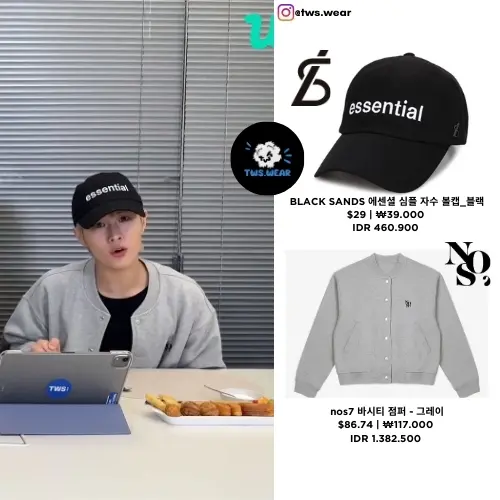 @tws.wear
essential
BLACK SANDS 에센셜 심플 자수 볼캡_블랙
$29 | ₩39.000
IDR 460.900
TWS.WEAR
essential
TWS
NOS7
nos7 바시티 점퍼 - 그레이
$86.74 | ₩117.000
IDR 1.382.500